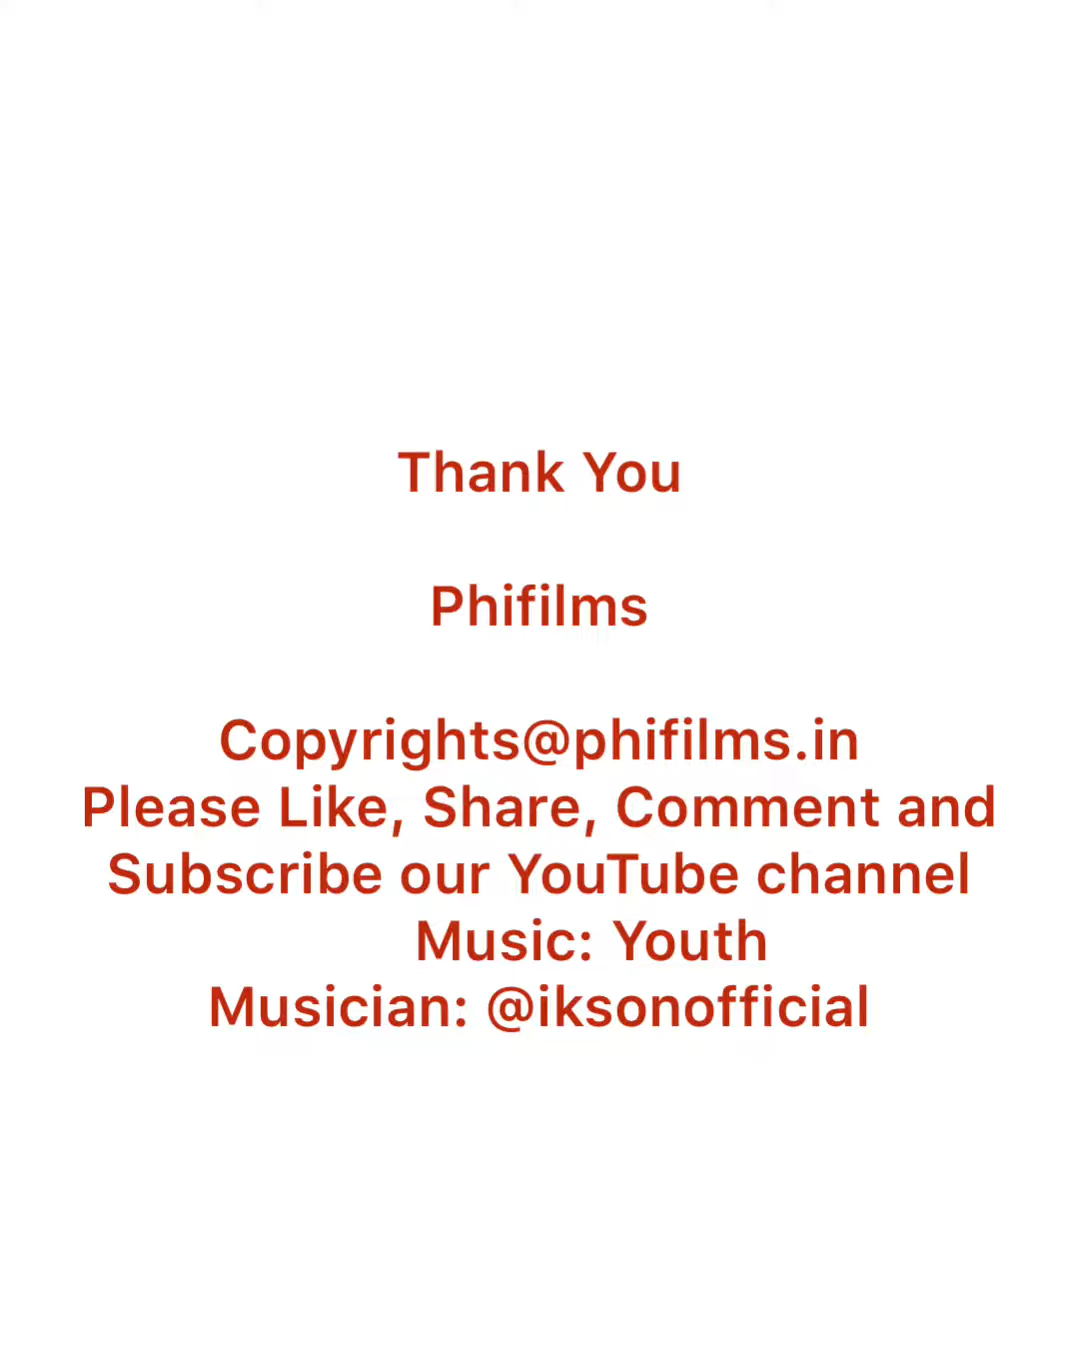 Thank You
Phifilms
Copyrights@phifilms.in
Please Like, Share, Comment and
Subscribe our YouTube channel
Music: Youth
Musician: @iksonofficial